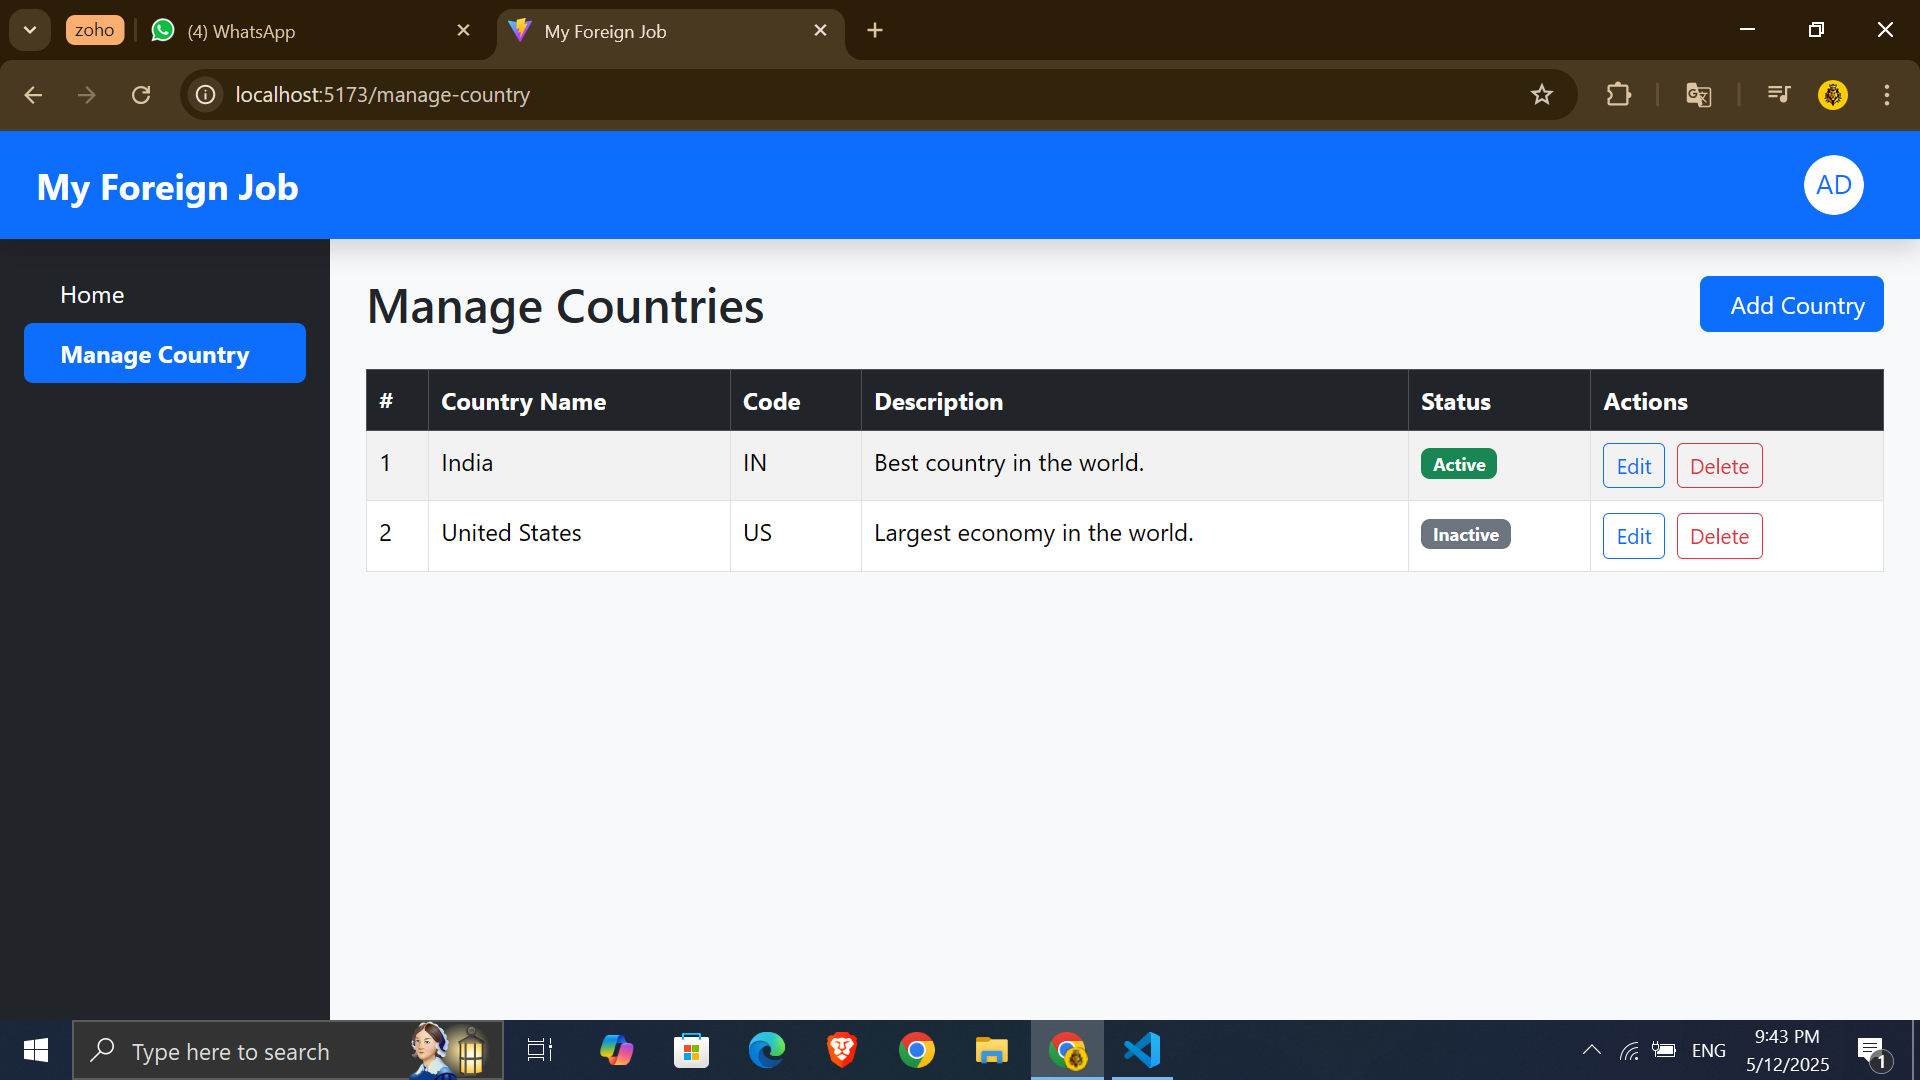 zoho
(4) WhatsApp
My Foreign Job
localhost:5173/manage-country
My Foreign Job
AD
Home
Manage Country
Manage Countries
Add Country
# Country Name Code Description Status Actions
1 India IN Best country in the world. Active Edit Delete
2 United States US Largest economy in the world. Inactive Edit Delete
Type here to search
ENG
9:43 PM
5/12/2025
1